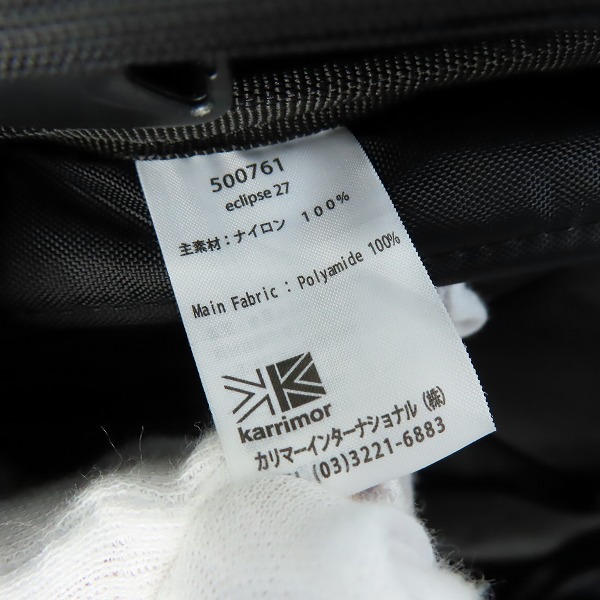 500761
eclipse 27
主素材：ナイロン 100%
Main Fabric : Polyamide 100%
karrimor
カリマーインターナショナル（株）
(03)3221-6883